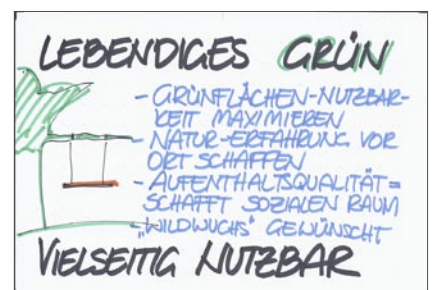 LEBENDIGES GRÜN
- GRÜNFLÄCHEN-NUTZBAR-
KEIT MAXIMIEREN
- NATUR-ERFAHRUNG VOR
ORT SCHAFFEN
- AUFENTHALTSQUALITÄT =
SCHAFFT SOZIALEN RAUM
- „WILDWUCHS" GEWÜNSCHT
VIELSEITIG NUTZBAR